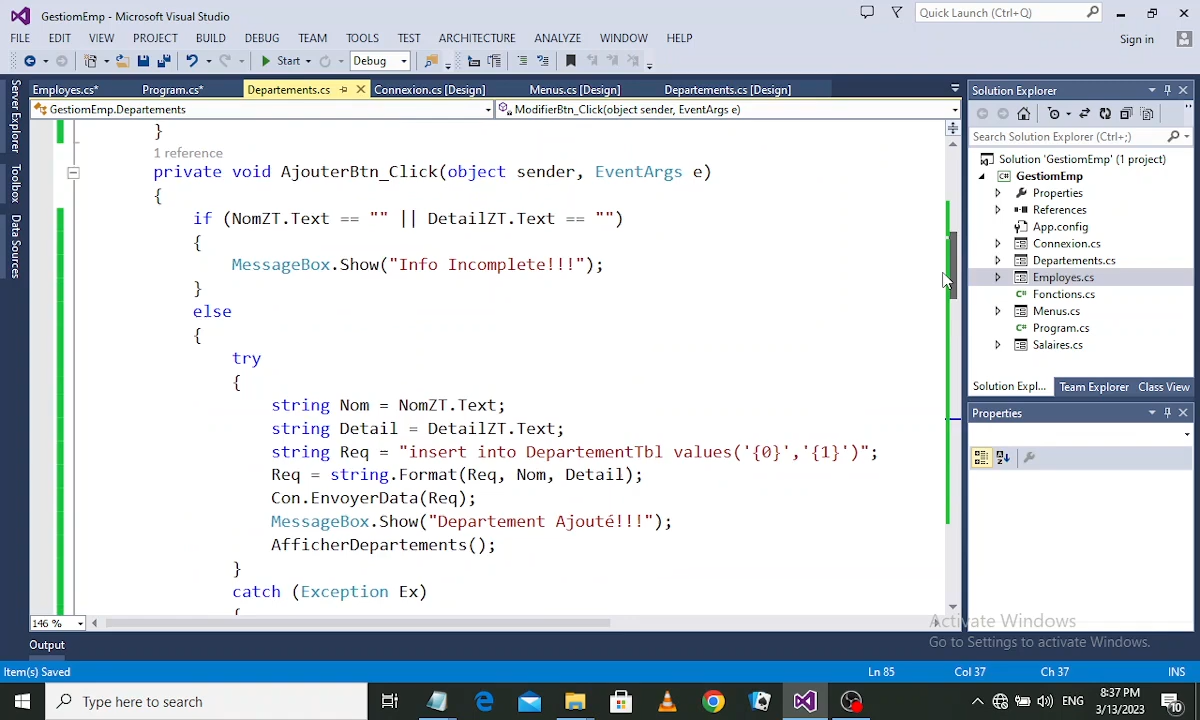 GestiomEmp - Microsoft Visual Studio
Quick Launch (Ctrl+Q)
FILE EDIT VIEW PROJECT BUILD DEBUG TEAM TOOLS TEST ARCHITECTURE ANALYZE WINDOW HELP
Sign in
Start Debug
Employes.cs* Program.cs* Departements.cs Connexion.cs [Design] Menus.cs [Design] Departements.cs [Design]
GestiomEmp.Departements
ModifierBtn_Click(object sender, EventArgs e)
Server Explorer
Toolbox
Data Sources
}
1 reference
private void AjouterBtn_Click(object sender, EventArgs e)
{
if (NomZT.Text == "" || DetailZT.Text == "")
{
MessageBox.Show("Info Incomplete!!!");
}
else
{
try
{
string Nom = NomZT.Text;
string Detail = DetailZT.Text;
string Req = "insert into DepartementTbl values('{0}','{1}')";
Req = string.Format(Req, Nom, Detail);
Con.EnvoyerData(Req);
MessageBox.Show("Departement Ajouté!!!");
AfficherDepartements();
}
catch (Exception Ex)
{
146 %
Output
Solution Explorer
Search Solution Explorer (Ctrl+;)
Solution 'GestiomEmp' (1 project)
GestiomEmp
Properties
References
App.config
Connexion.cs
Departements.cs
Employes.cs
Fonctions.cs
Menus.cs
Program.cs
Salaires.cs
Solution Expl... Team Explorer Class View
Properties
Activate Windows
Go to Settings to activate Windows.
Item(s) Saved Ln 85 Col 37 Ch 37 INS
Type here to search
ENG
8:37 PM
3/13/2023
10